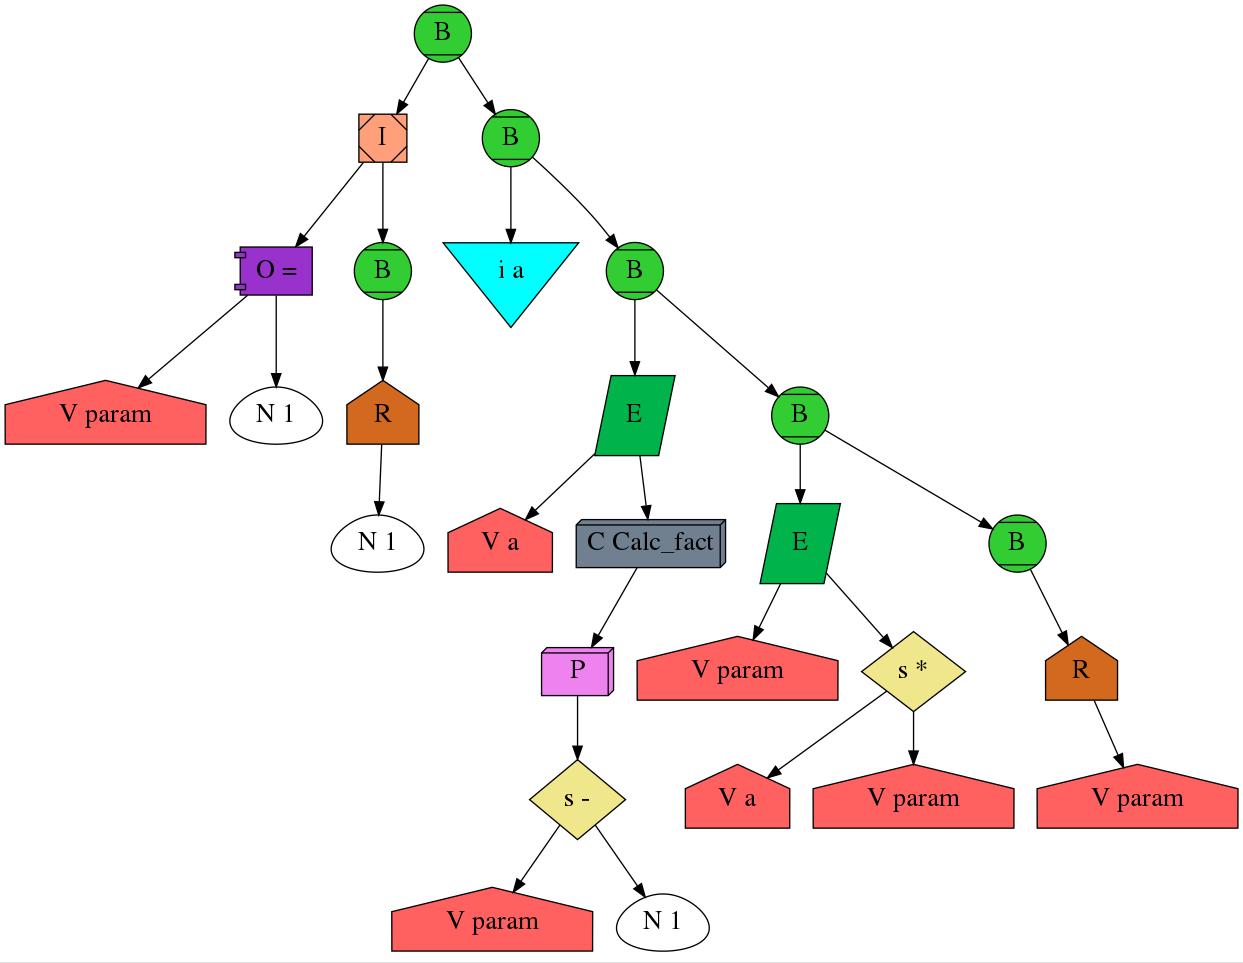 B
I
B
O =
B
i a
B
V param
N 1
R
E
B
N 1
V a
C Calc_fact
E
B
P
V param
s *
R
s -
V a
V param
V param
V param
N 1